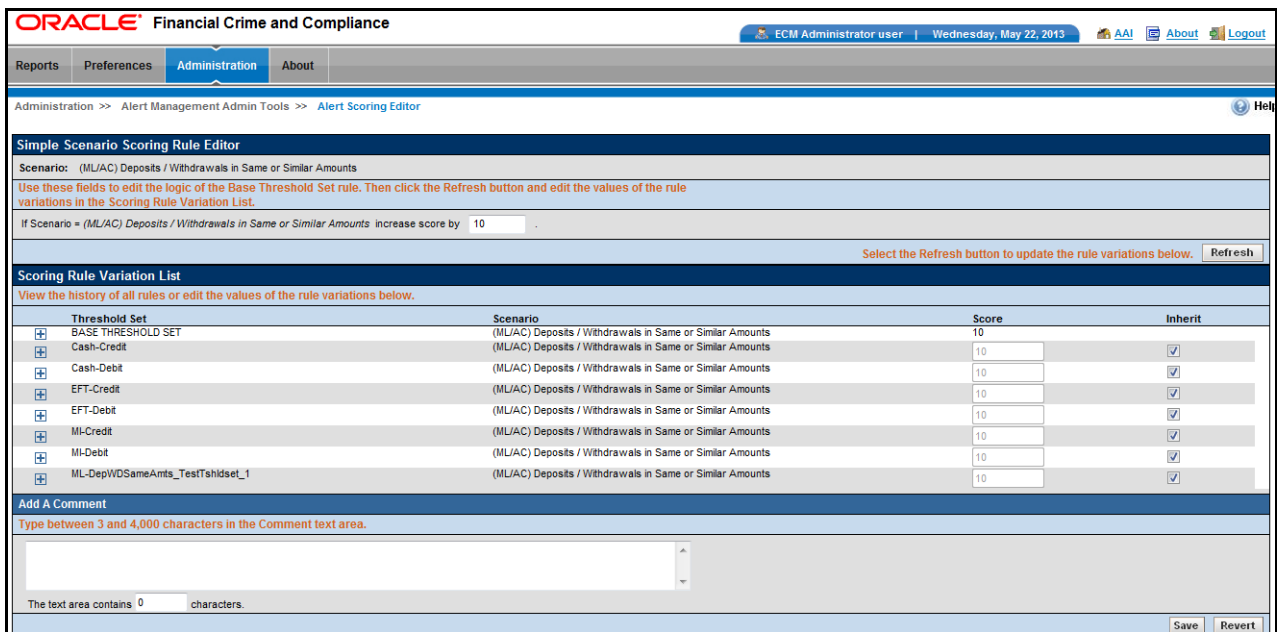 ORACLE® Financial Crime and Compliance
ECM Administrator user | Wednesday, May 22, 2013 AAI About Logout
Reports Preferences Administration About
Administration >> Alert Management Admin Tools >> Alert Scoring Editor
Help
Simple Scenario Scoring Rule Editor
Scenario: (ML/AC) Deposits / Withdrawals in Same or Similar Amounts
Use these fields to edit the logic of the Base Threshold Set rule. Then click the Refresh button and edit the values of the rule
variations in the Scoring Rule Variation List.
If Scenario = (ML/AC) Deposits / Withdrawals in Same or Similar Amounts increase score by 10 .
Select the Refresh button to update the rule variations below. Refresh
Scoring Rule Variation List
View the history of all rules or edit the values of the rule variations below.
Threshold Set Scenario Score Inherit
BASE THRESHOLD SET (ML/AC) Deposits / Withdrawals in Same or Similar Amounts 10
Cash-Credit (ML/AC) Deposits / Withdrawals in Same or Similar Amounts 10
Cash-Debit (ML/AC) Deposits / Withdrawals in Same or Similar Amounts 10
EFT-Credit (ML/AC) Deposits / Withdrawals in Same or Similar Amounts 10
EFT-Debit (ML/AC) Deposits / Withdrawals in Same or Similar Amounts 10
MI-Credit (ML/AC) Deposits / Withdrawals in Same or Similar Amounts 10
MI-Debit (ML/AC) Deposits / Withdrawals in Same or Similar Amounts 10
ML-DepWDSameAmts_TestTshldset_1 (ML/AC) Deposits / Withdrawals in Same or Similar Amounts 10
Add A Comment
Type between 3 and 4,000 characters in the Comment text area.
The text area contains 0 characters.
Save Revert